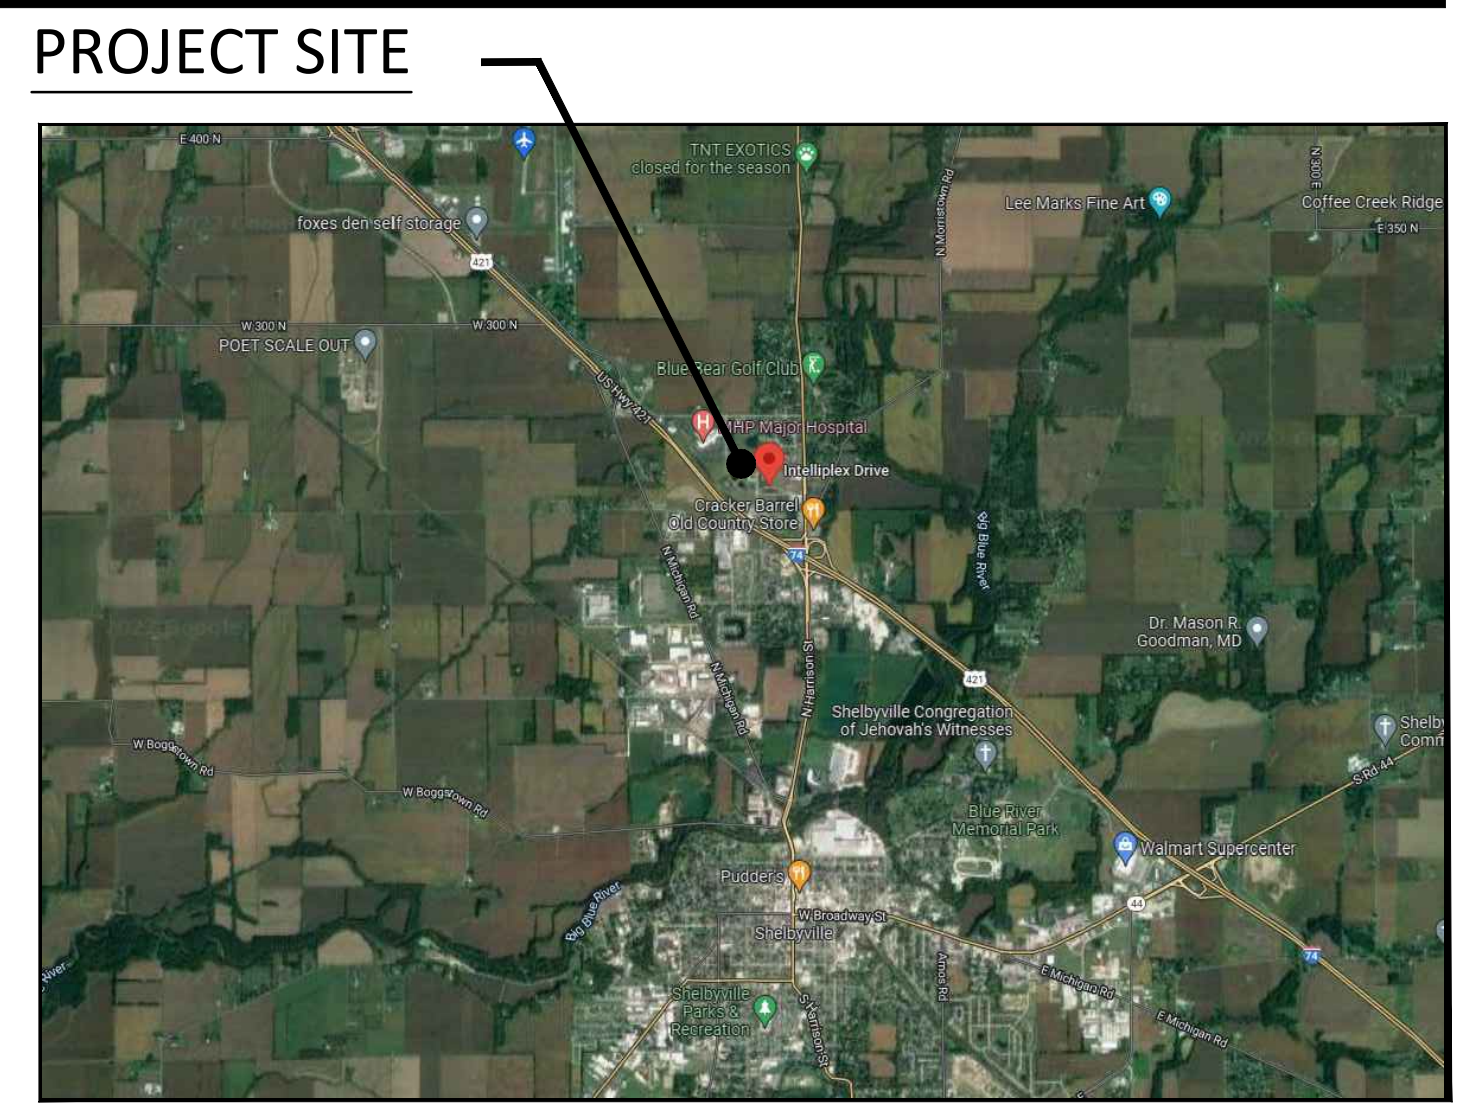 PROJECT SITE
E 400 N
TNT EXOTICS
closed for the season
N Morristown Rd
N 300 E
Lee Marks Fine Art
Coffee Creek Ridge
foxes den self storage
E 350 N
421
W 300 N
W 300 N
POET SCALE OUT
Blue Bear Golf Club
US Hwy 421
H
MHP Major Hospital
Intelliplex Drive
Cracker Barrel
Old Country Store
74
Big Blue River
N Michigan Rd
Dr. Mason R.
Goodman, MD
N Harrison St
N Michigan Rd
421
Shelbyville Congregation
of Jehovah's Witnesses
Shelby
Comm
W Boggstown Rd
S Rd 44
W Boggstown Rd
Blue River
Memorial Park
Walmart Supercenter
Pudder's
44
Big Blue River
W Broadway St
Shelbyville
74
River
Amos Rd
E Michigan Rd
Shelbyville
Parks &
Recreation
S Harrison St
E Michigan Rd